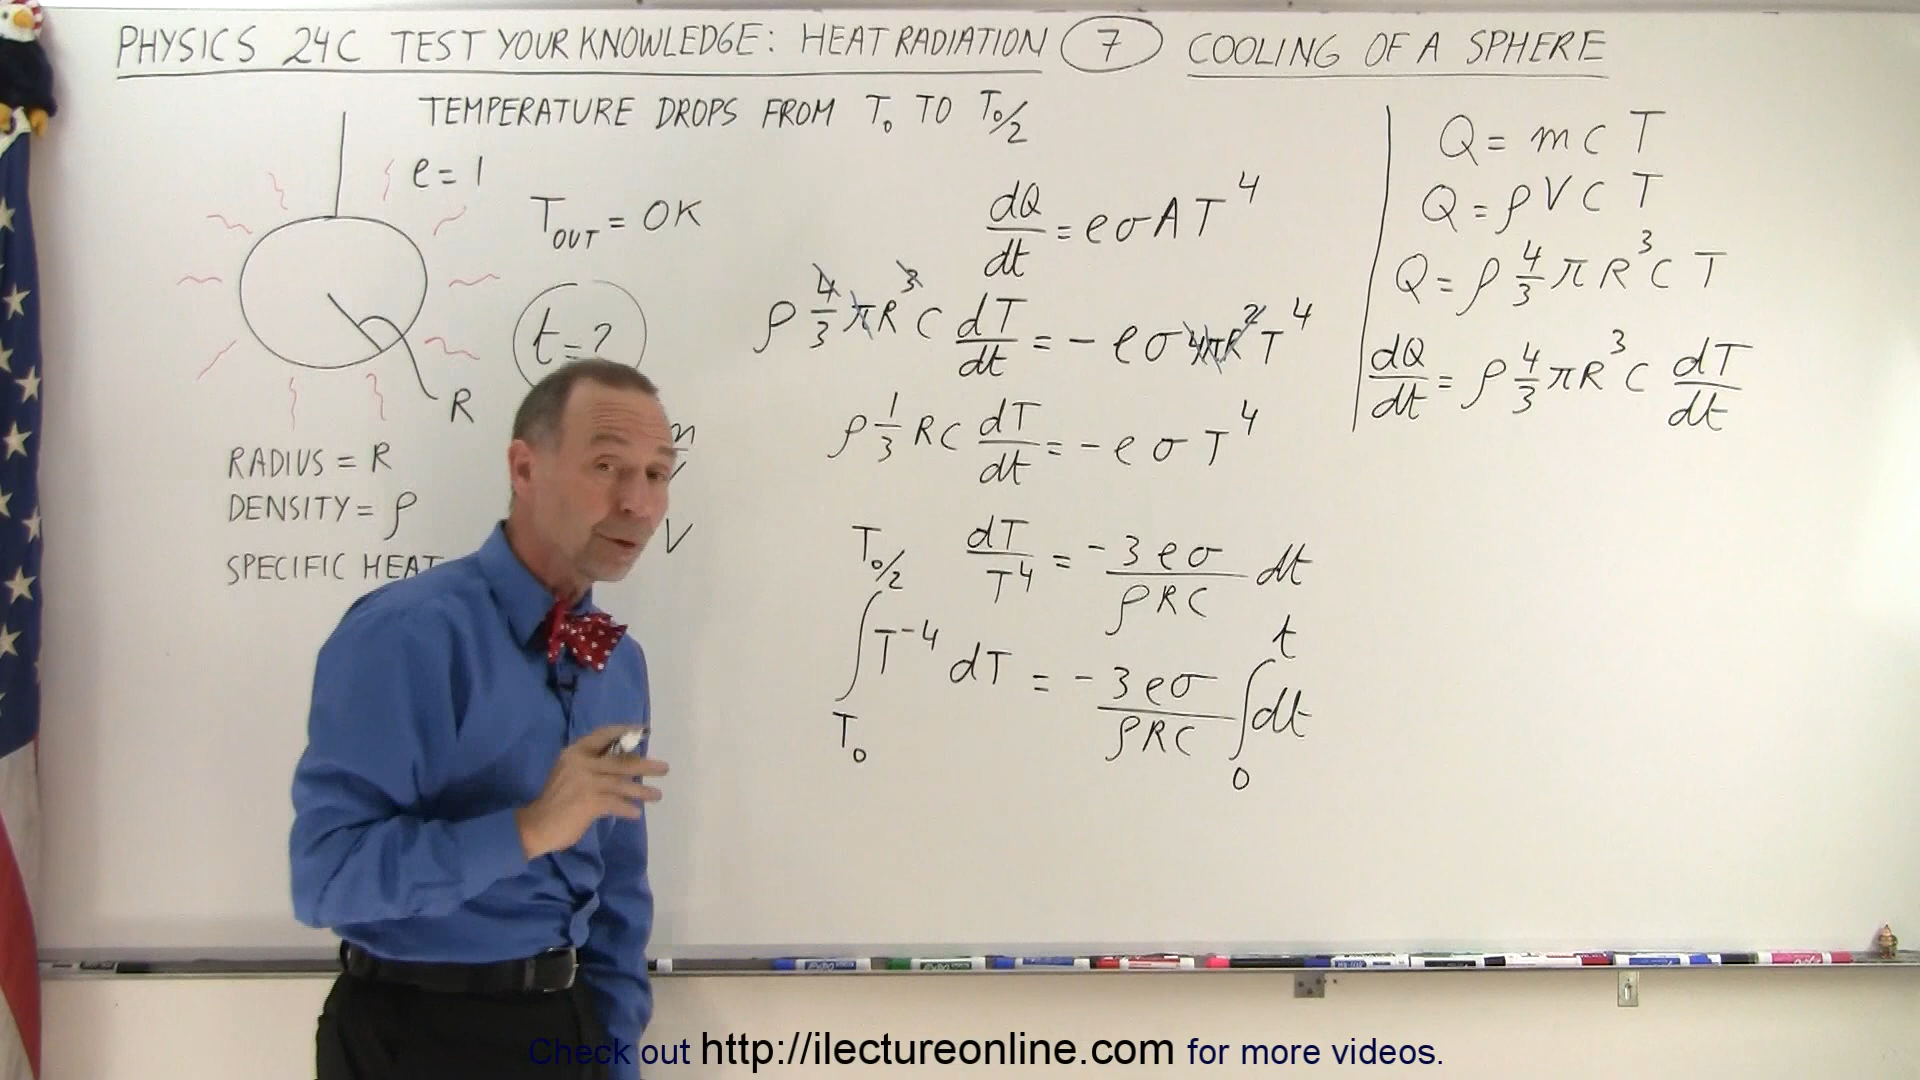 PHYSICS 24C TEST YOUR KNOWLEDGE: HEAT RADIATION 7 COOLING OF A SPHERE
TEMPERATURE DROPS FROM T₀ TO T₀/2
e = 1
T_OUT = 0K
t = ?
R
RADIUS = R
DENSITY = ρ
SPECIFIC HEAT
m
V
V
dQ/dt = eσAT⁴
ρ 4/3 πR³ c dT/dt = - eσ4πR²T⁴
ρ 1/3 RC dT/dt = - eσT⁴
dT/T⁴ = -3eσ/ρRC dt
∫_{T₀}^{T₀/2} T⁻⁴ dT = -3eσ/ρRC ∫_{0}^{t} dt
Q = mcT
Q = ρVCT
Q = ρ 4/3 πR³CT
dQ/dt = ρ 4/3 πR³C dT/dt
Check out http://ilectureonline.com for more videos.